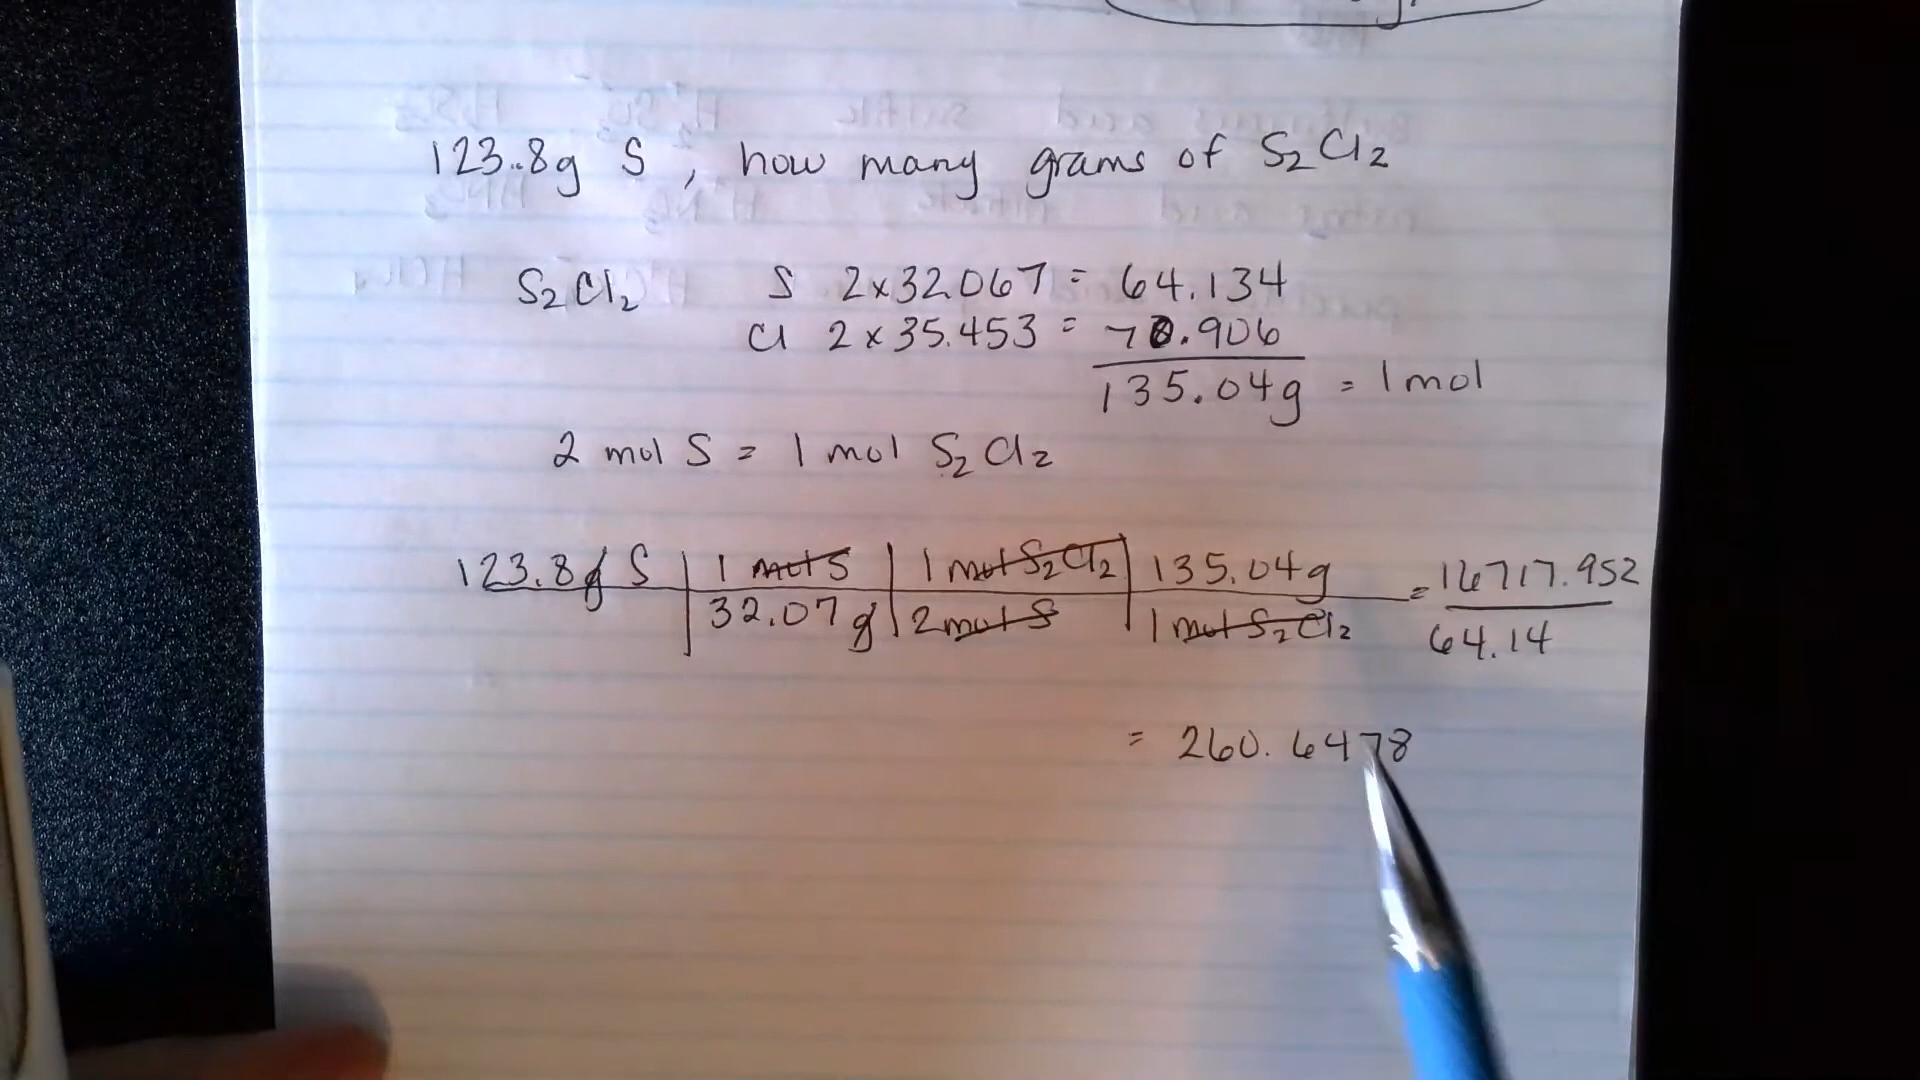 123.8g S, how many grams of S₂Cl₂
S₂Cl₂ S 2x32.067 = 64.134
Cl 2 x 35.453 = 70.906
135.04g = 1 mol
2 mol S = 1 mol S₂Cl₂
123.8g S | 1 mol S | 1 mol S₂Cl₂ | 135.04g = 16717.952
32.07g | 2 mol S | 1 mol S₂Cl₂ 64.14
= 260.6478